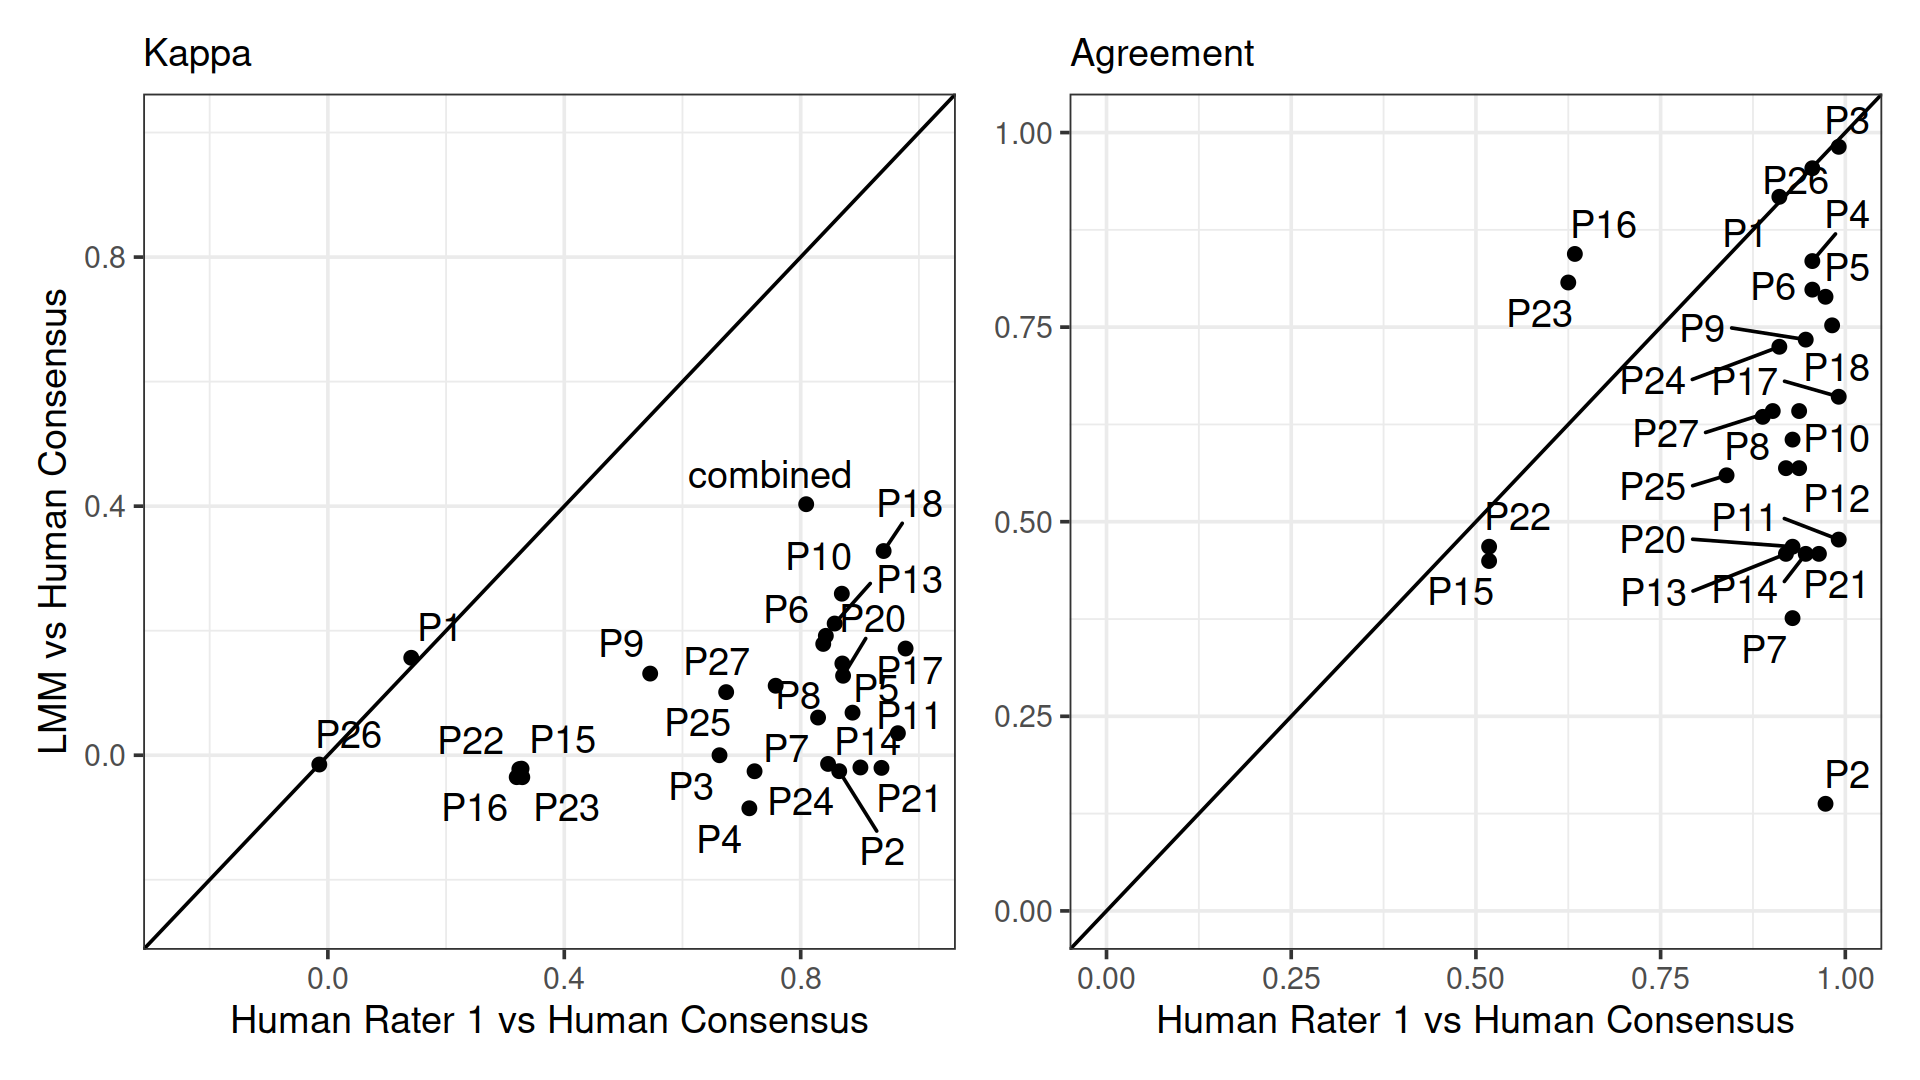 Kappa
LMM vs Human Consensus
0.8
0.4
0.0
combined
P18
P10
P13
P6
P20
P1
P9
P27
P17
P8
P5
P25
P11
P26
P22
P15
P7
P14
P3
P16
P23
P24
P21
P4
P2
0.0
0.4
0.8
Human Rater 1 vs Human Consensus
Agreement
1.00
0.75
0.50
0.25
0.00
P3
P26
P4
P16
P1
P5
P6
P23
P9
P18
P24
P17
P27
P10
P8
P25
P12
P22
P11
P20
P15
P13
P14
P21
P7
P2
0.00
0.25
0.50
0.75
1.00
Human Rater 1 vs Human Consensus